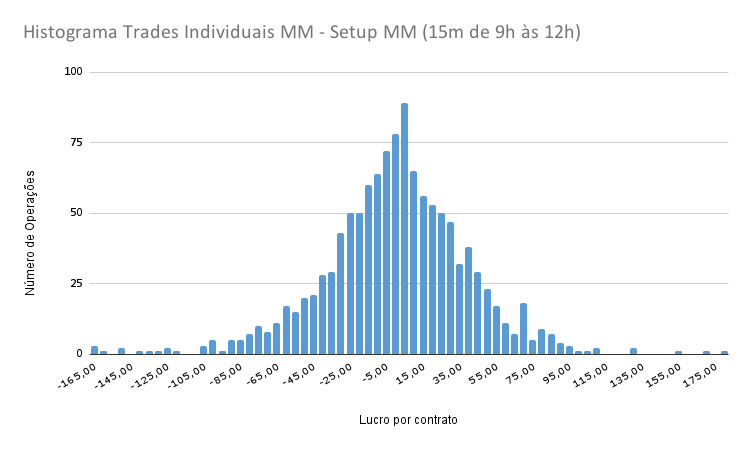 Histograma Trades Individuais MM - Setup MM (15m de 9h às 12h)
100
75
50
25
0
Número de Operações
-165,00 -145,00 -125,00 -105,00 -85,00 -65,00 -45,00 -25,00 -5,00 15,00 35,00 55,00 75,00 95,00 115,00 135,00 155,00 175,00
Lucro por contrato